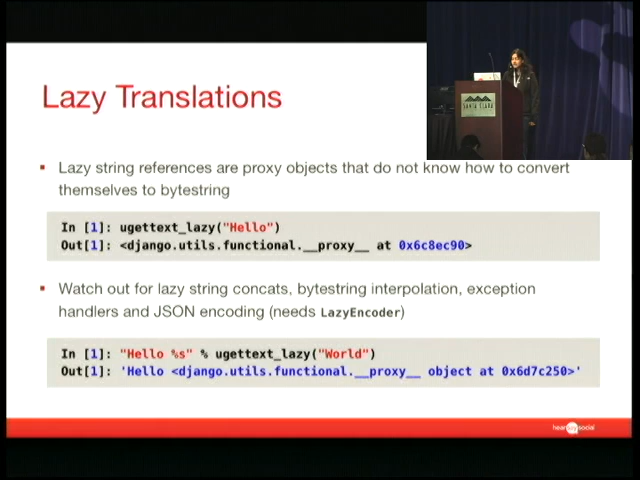 Lazy Translations
SANTA CLARA
Lazy string references are proxy objects that do not know how to convert
themselves to bytestring
In [1]: ugettext_lazy("Hello")
Out[1]: <django.utils.functional.__proxy__ at 0x6c8ec90>
Watch out for lazy string concats, bytestring interpolation, exception
handlers and JSON encoding (needs LazyEncoder)
In [1]: "Hello %s" % ugettext_lazy("World")
Out[1]: 'Hello <django.utils.functional.__proxy__ object at 0x6d7c250>'
hearsaysocial